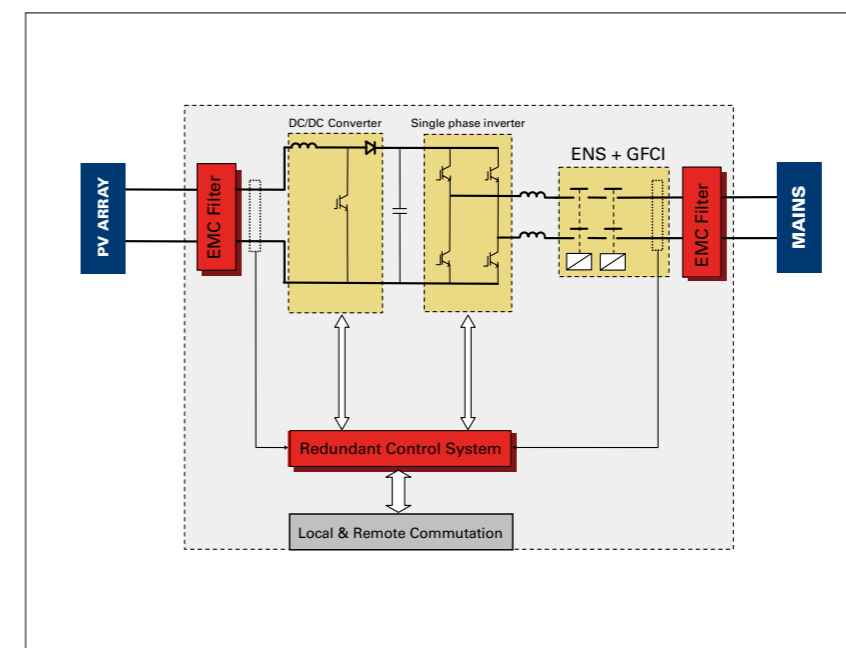 DC/DC Converter
Single phase inverter
ENS + GFCI
PV ARRAY
EMC Filter
EMC Filter
MAINS
Redundant Control System
Local & Remote Commutation